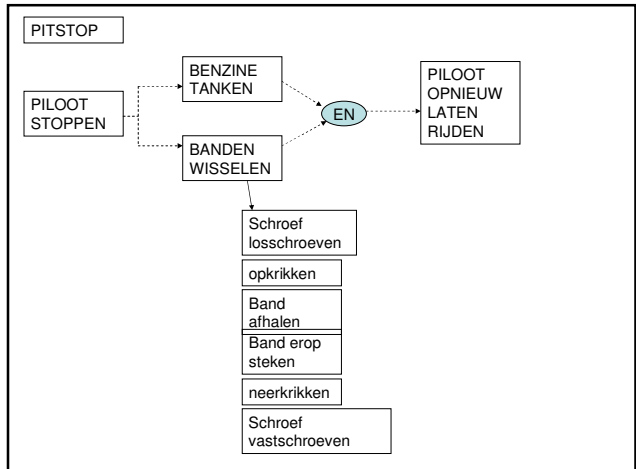 PITSTOP
PILOOT
STOPPEN
BENZINE
TANKEN
BANDEN
WISSELEN
EN
PILOOT
OPNIEUW
LATEN
RIJDEN
Schroef
losschroeven
opkrikken
Band
afhalen
Band erop
steken
neerkrikken
Schroef
vastschroeven